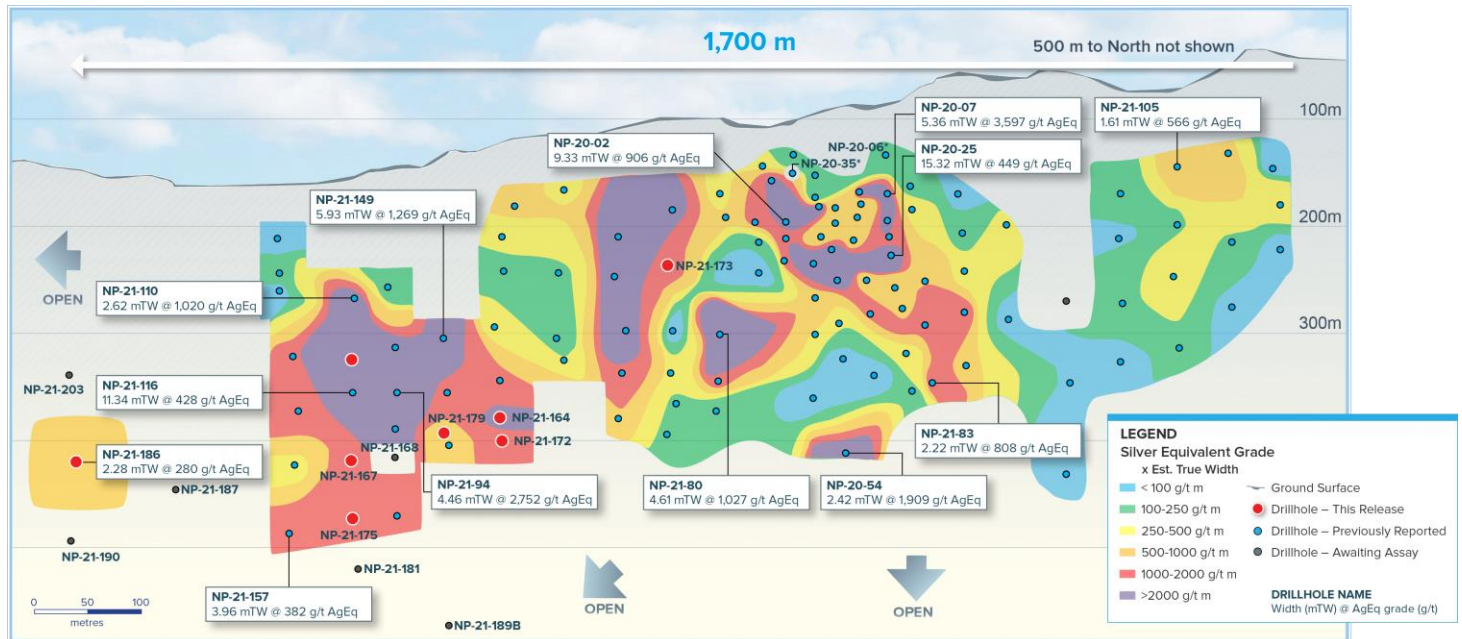 1,700 m
500 m to North not shown
100m
200m
300m
NP-20-07
5.36 mTW @ 3,597 g/t AgEq
NP-21-105
1.61 mTW @ 566 g/t AgEq
NP-20-02
9.33 mTW @ 906 g/t AgEq
NP-20-06*
NP-20-35*
NP-20-25
15.32 mTW @ 449 g/t AgEq
NP-21-149
5.93 mTW @ 1,269 g/t AgEq
OPEN
NP-21-173
NP-21-110
2.62 mTW @ 1,020 g/t AgEq
NP-21-203
NP-21-116
11.34 mTW @ 428 g/t AgEq
NP-21-179
NP-21-164
NP-21-172
NP-21-168
NP-21-186
2.28 mTW @ 280 g/t AgEq
NP-21-167
NP-21-187
NP-21-83
2.22 mTW @ 808 g/t AgEq
NP-21-94
4.46 mTW @ 2,752 g/t AgEq
NP-21-80
4.61 mTW @ 1,027 g/t AgEq
NP-20-54
2.42 mTW @ 1,909 g/t AgEq
NP-21-175
NP-21-190
NP-21-181
NP-21-157
3.96 mTW @ 382 g/t AgEq
NP-21-189B
OPEN
OPEN
0 50 100
metres
LEGEND
Silver Equivalent Grade
x Est. True Width
< 100 g/t m
100-250 g/t m
250-500 g/t m
500-1000 g/t m
1000-2000 g/t m
>2000 g/t m
Ground Surface
Drillhole – This Release
Drillhole – Previously Reported
Drillhole – Awaiting Assay
DRILLHOLE NAME
Width (mTW) @ AgEq grade (g/t)